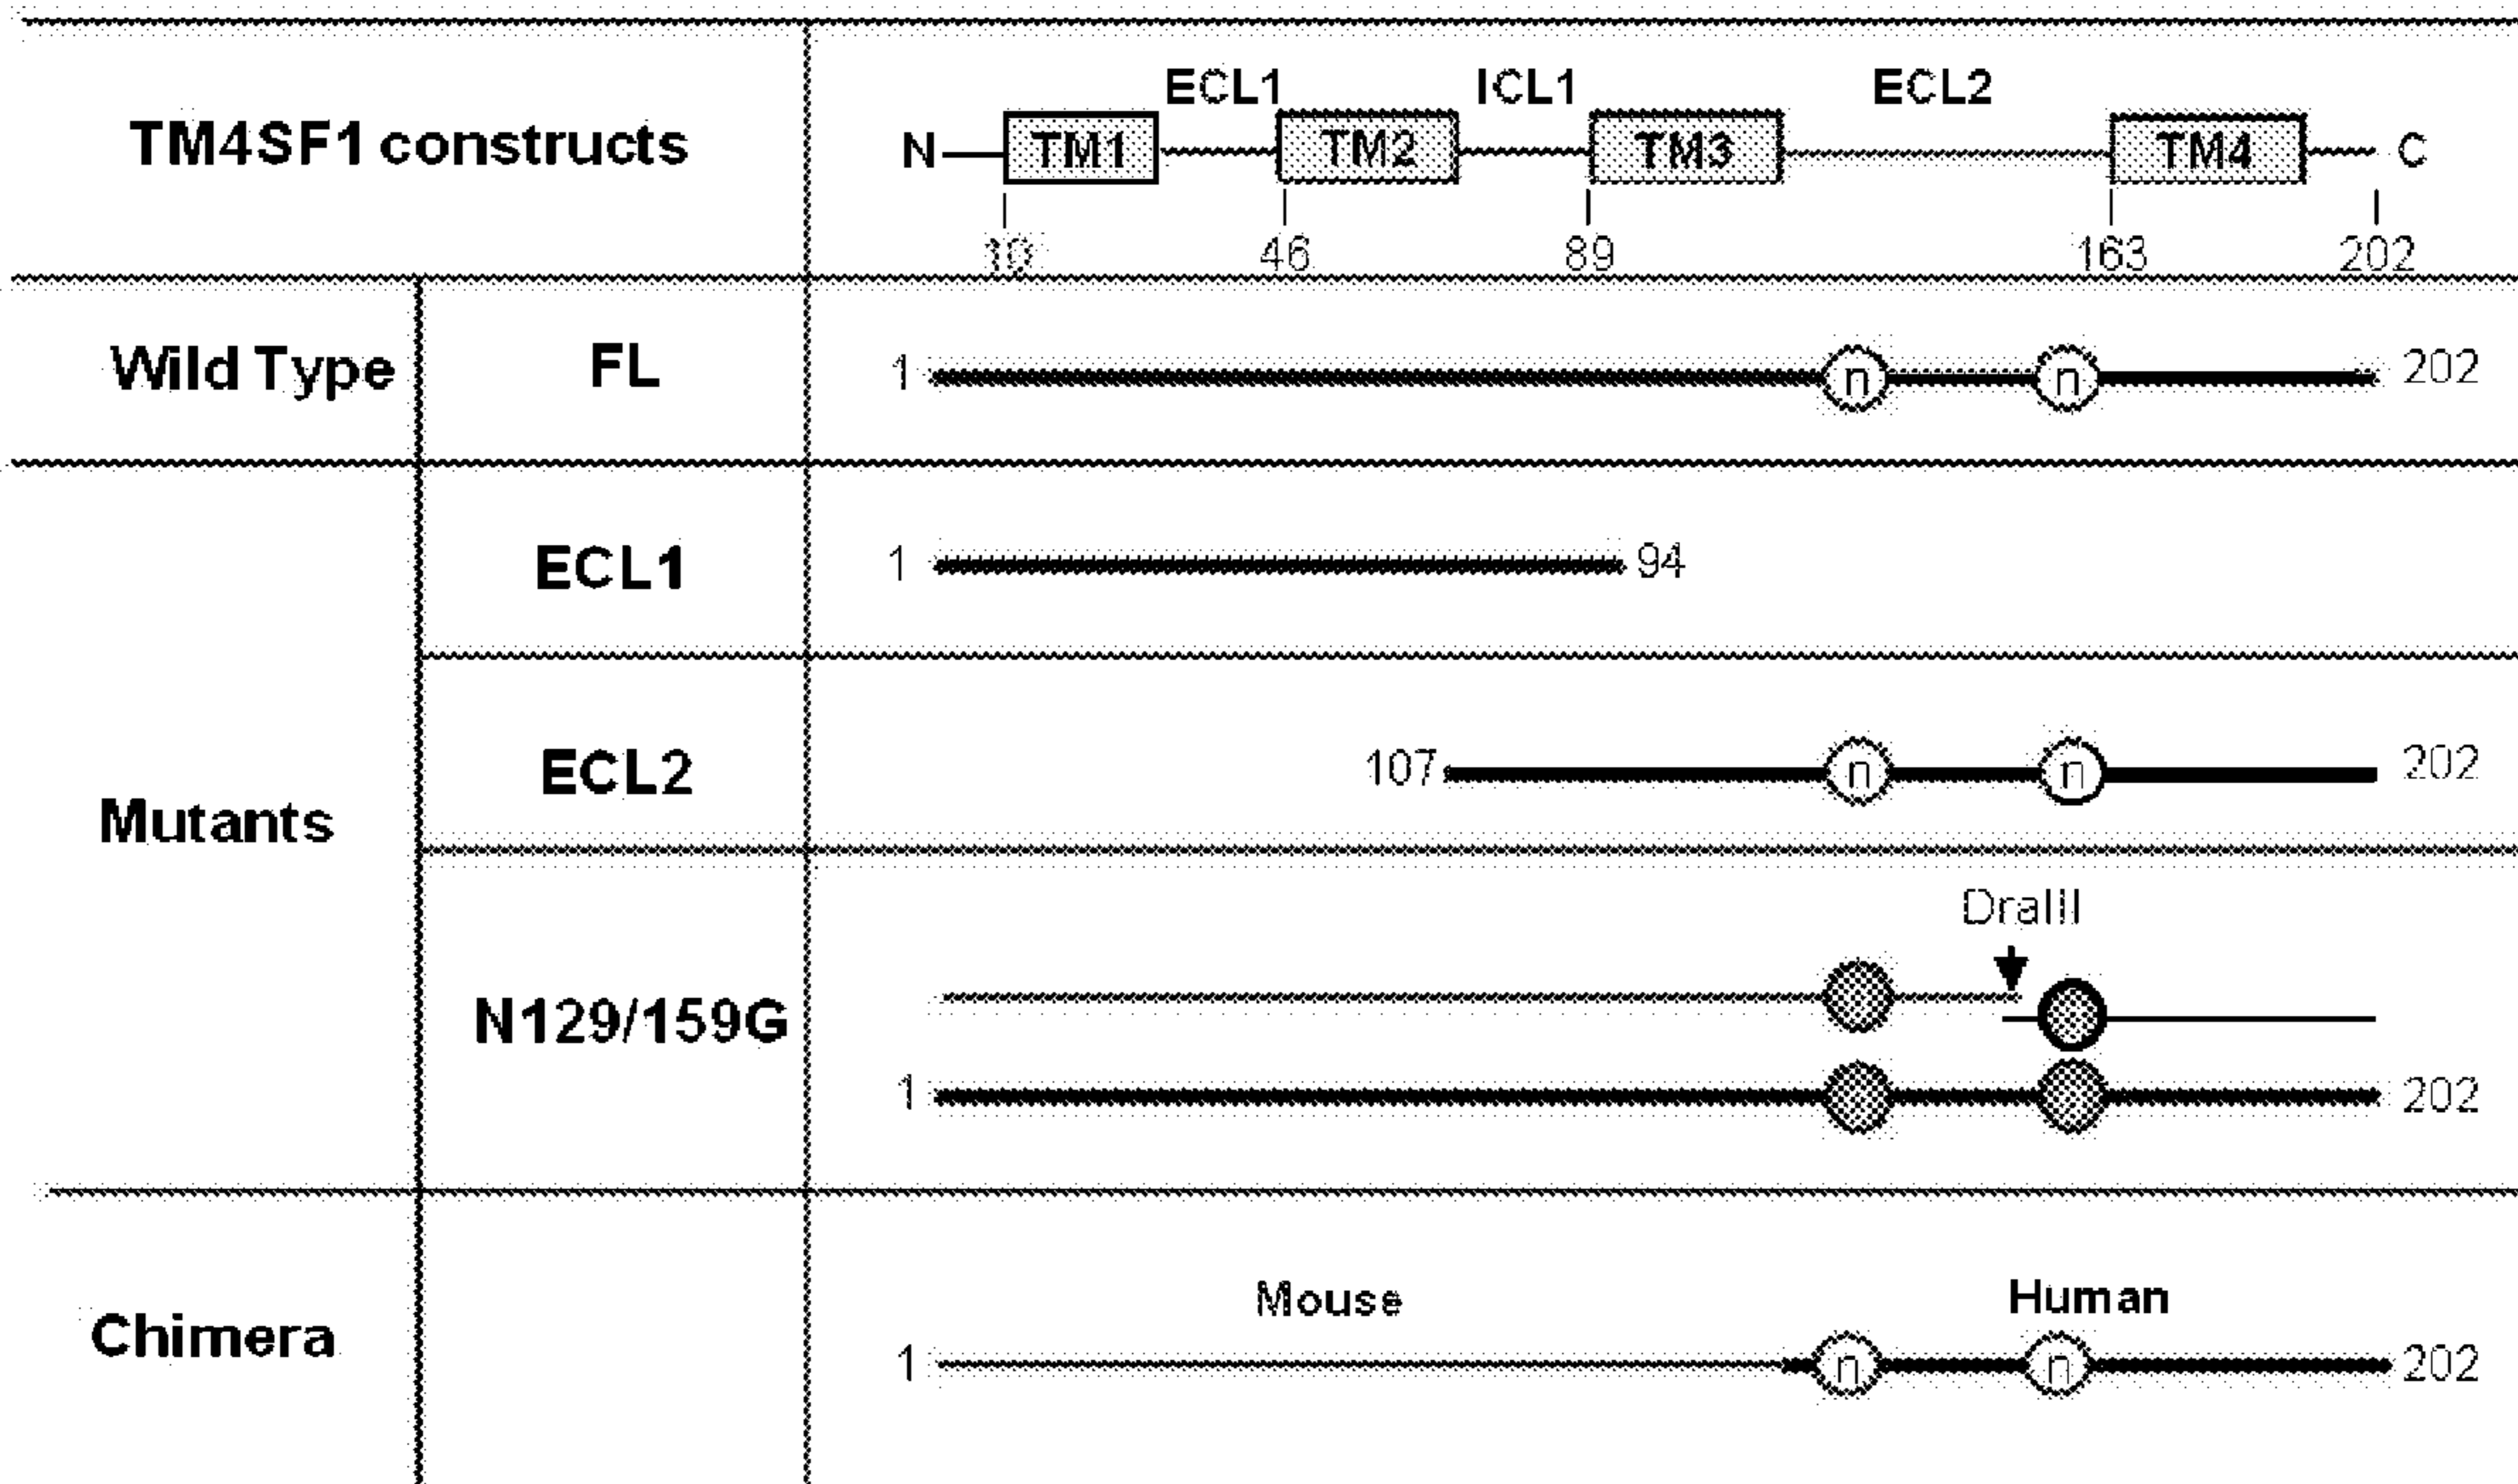 ECL1 ICL1 ECL2
TM4SF1 constructs N TM1 TM2 TM3 TM4 C
10 46 89 163 202
Wild Type FL 1 n n 202
ECL1 1 94
ECL2 107 n n 202
Mutants
DraIII
N129/159G
1 202
Mouse Human
Chimera 1 n n 202